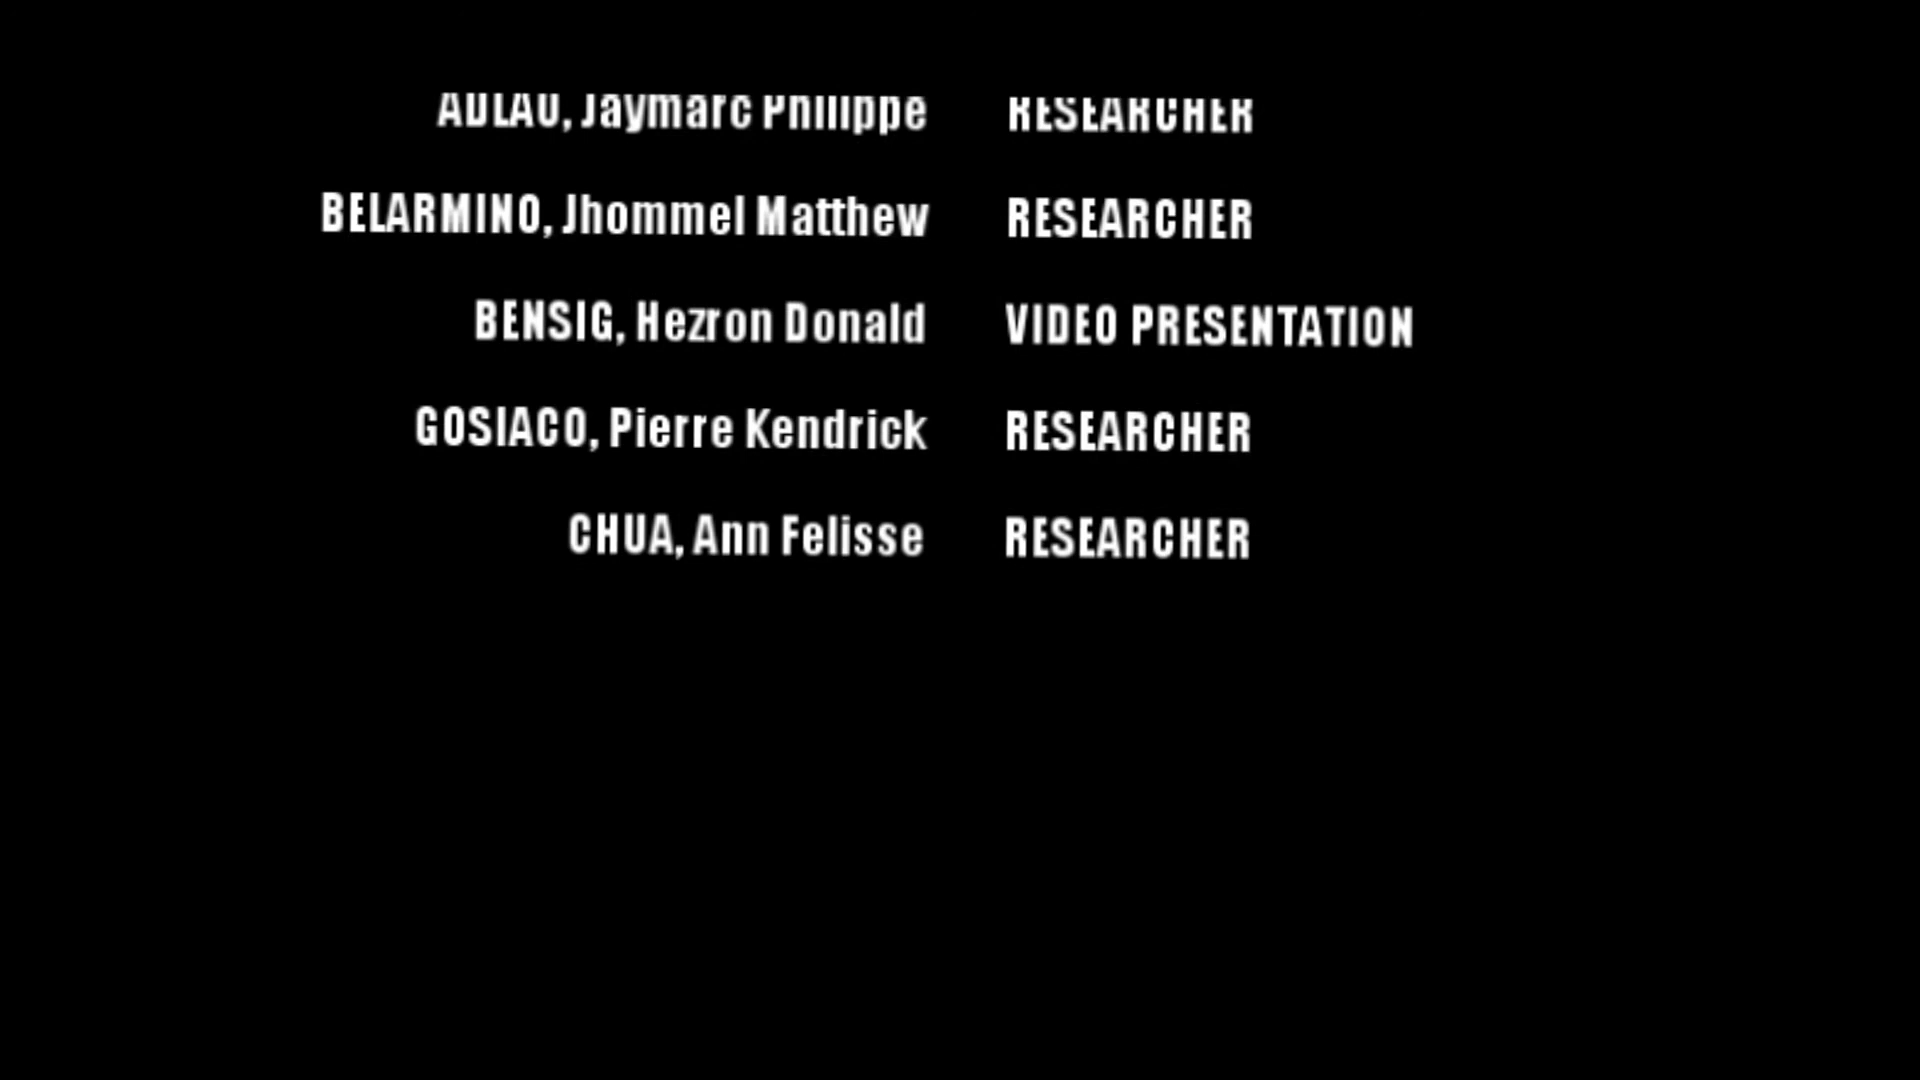 ADLAO, Jaymarc Philippe RESEARCHER
BELARMINO, Jhommel Matthew RESEARCHER
BENSIG, Hezron Donald VIDEO PRESENTATION
GOSIACO, Pierre Kendrick RESEARCHER
CHUA, Ann Felisse RESEARCHER